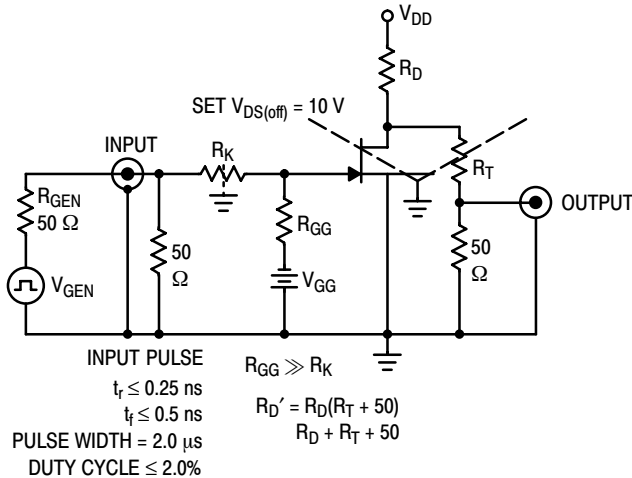 V_DD
R_D
SET V_DS(off) = 10 V
INPUT
R_K
R_T
R_GEN
50 Ω
OUTPUT
50
Ω
R_GG
50
Ω
V_GEN
V_GG
INPUT PULSE
t_r ≤ 0.25 ns
t_f ≤ 0.5 ns
PULSE WIDTH = 2.0 μs
DUTY CYCLE ≤ 2.0%
R_GG ≫ R_K
R_D′ = R_D(R_T + 50)
R_D + R_T + 50